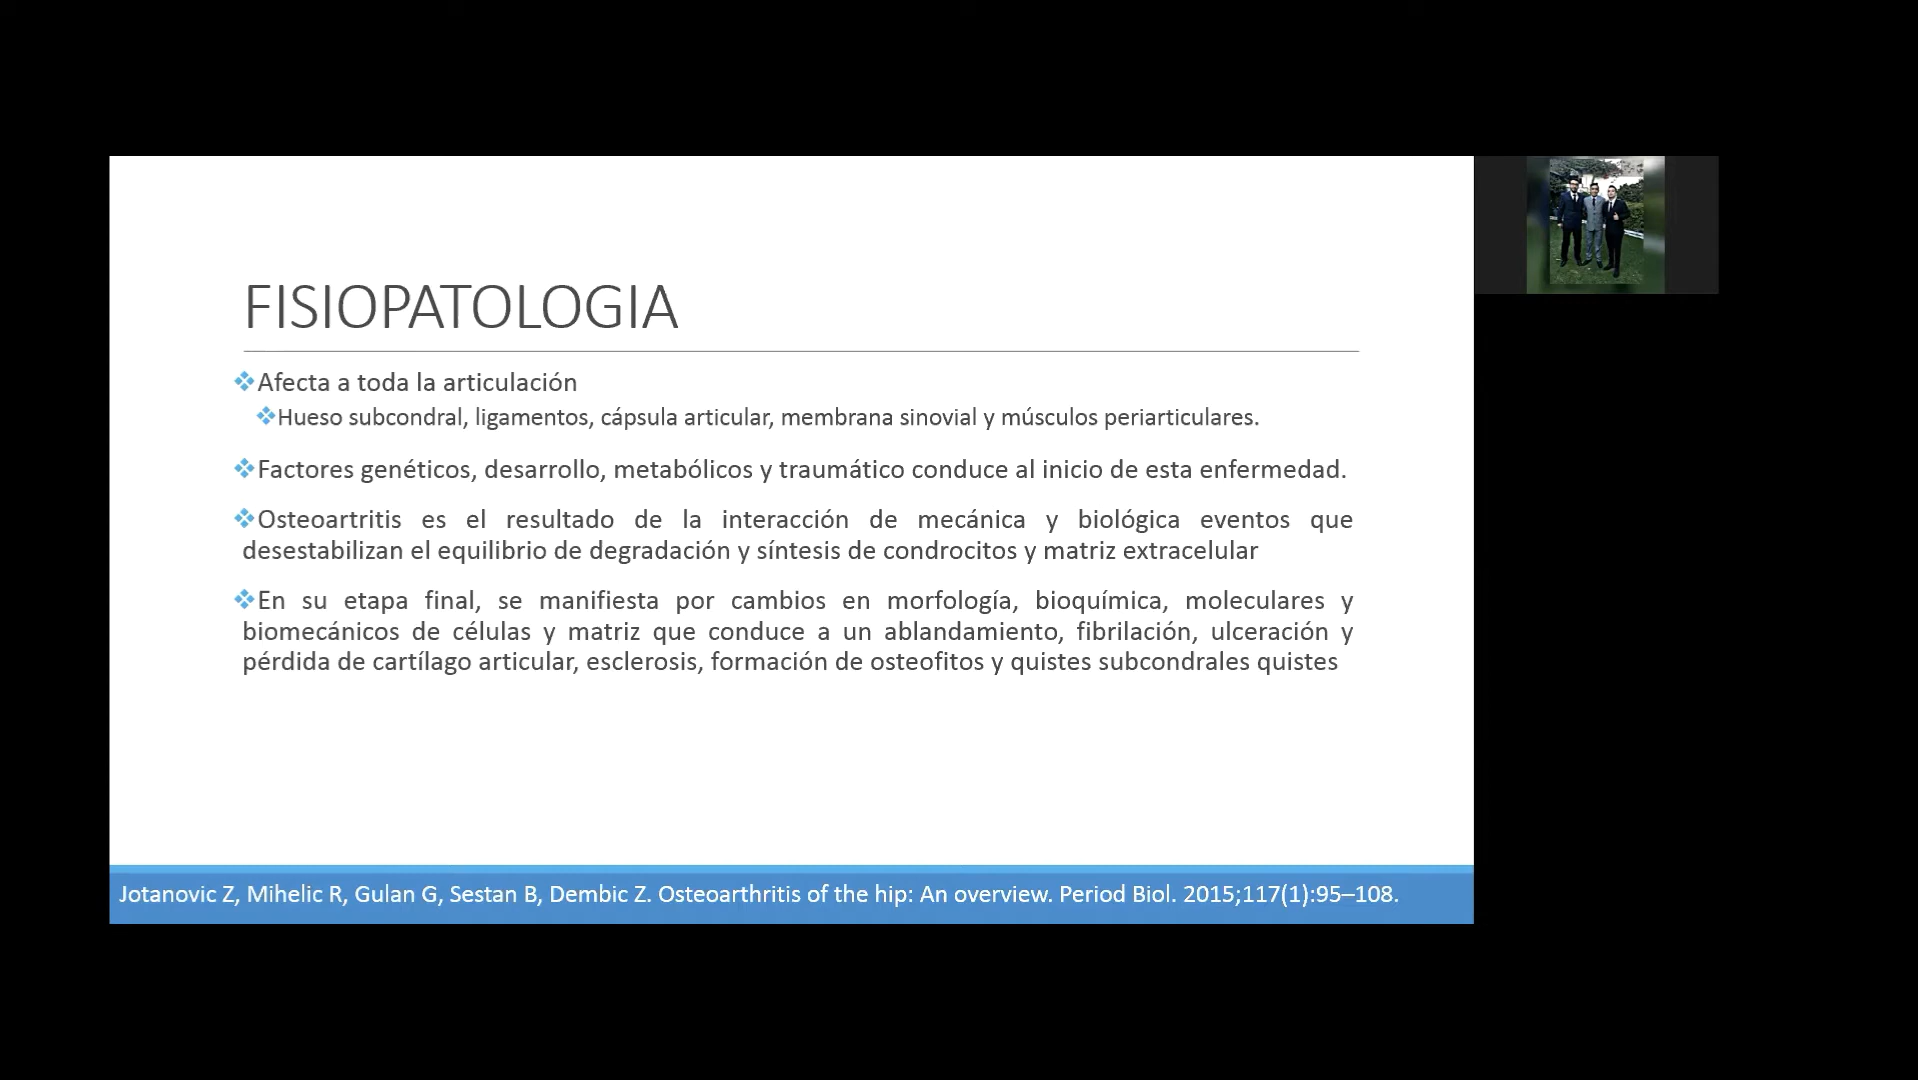 FISIOPATOLOGIA
Afecta a toda la articulación
Hueso subcondral, ligamentos, cápsula articular, membrana sinovial y músculos periarticulares.
Factores genéticos, desarrollo, metabólicos y traumático conduce al inicio de esta enfermedad.
Osteoartritis es el resultado de la interacción de mecánica y biológica eventos que
desestabilizan el equilibrio de degradación y síntesis de condrocitos y matriz extracelular
En su etapa final, se manifiesta por cambios en morfología, bioquímica, moleculares y
biomecánicos de células y matriz que conduce a un ablandamiento, fibrilación, ulceración y
pérdida de cartílago articular, esclerosis, formación de osteofitos y quistes subcondrales quistes
Jotanovic Z, Mihelic R, Gulan G, Sestan B, Dembic Z. Osteoarthritis of the hip: An overview. Period Biol. 2015;117(1):95–108.